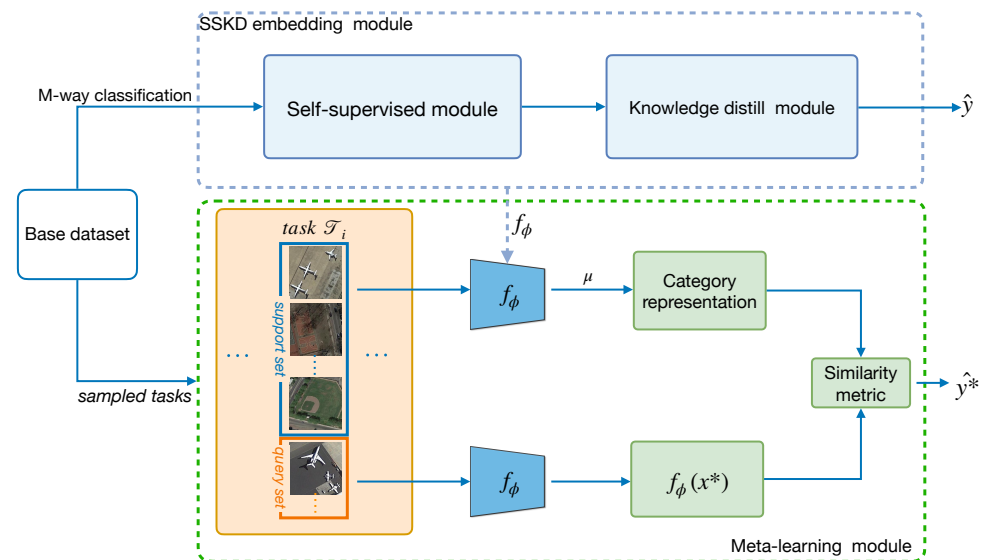 SSKD embedding module
M-way classification
Self-supervised module
Knowledge distill module
ŷ
Base dataset
task 𝒯ᵢ
f_ϕ
support set
f_ϕ
μ
Category
representation
...
...
Similarity
metric
ŷ*
sampled tasks
query set
f_ϕ
f_ϕ(x*)
Meta-learning module